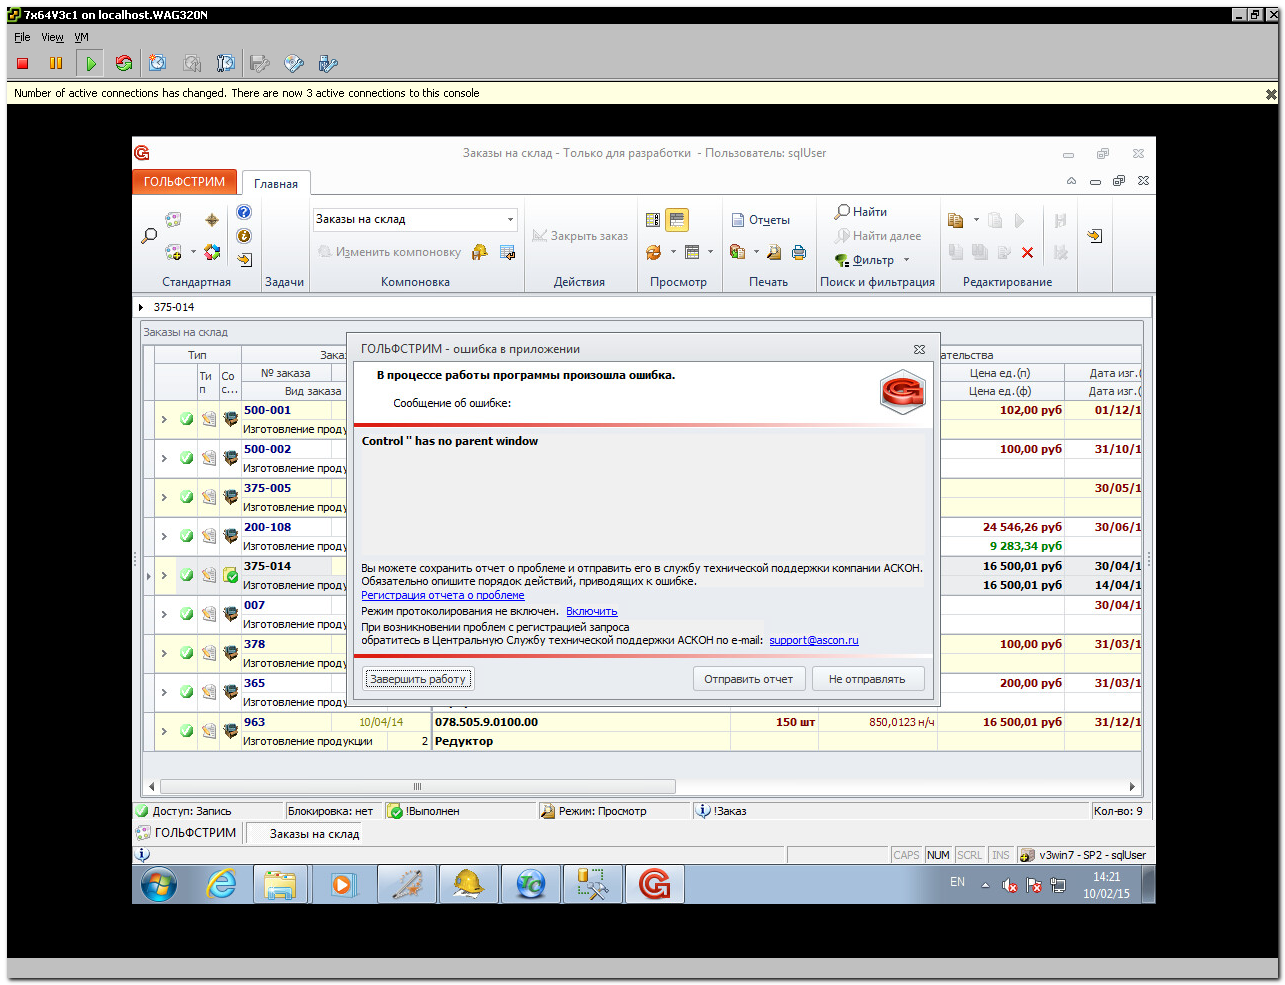 7x64V3c1 on localhost.WAG320N
File View VM
Number of active connections has changed. There are now 3 active connections to this console
Заказы на склад - Только для разработки - Пользователь: sqlUser
ГОЛЬФСТРИМ Главная
Заказы на склад
Закрыть заказ
Изменить компоновку
Отчеты
Найти
Найти далее
Фильтр
Стандартная Задачи Компоновка Действия Просмотр Печать Поиск и фильтрация Редактирование
375-014
Заказы на склад
Тип Зака ательства
Ти п Со с... № заказа Цена ед.(п) Дата изг.(
Вид заказа Цена ед.(ф) Дата изг.(
500-001 102,00 руб 01/12/1
Изготовление проду
500-002 100,00 руб 31/10/1
Изготовление проду
375-005 30/05/1
Изготовление проду
200-108 24 546,26 руб 30/06/1
Изготовление проду 9 283,34 руб
375-014 16 500,01 руб 30/04/1
Изготовление проду 16 500,01 руб 14/04/1
007 30/04/1
Изготовление проду
378 100,00 руб 31/03/1
Изготовление проду
365 200,00 руб 31/03/1
Изготовление проду
963 10/04/14 078.505.9.0100.00 150 шт 850,0123 н/ч 16 500,01 руб 31/12/1
Изготовление продукции 2 Редуктор
ГОЛЬФСТРИМ - ошибка в приложении
В процессе работы программы произошла ошибка.
Сообщение об ошибке:
Control '' has no parent window
Вы можете сохранить отчет о проблеме и отправить его в службу технической поддержки компании АСКОН.
Обязательно опишите порядок действий, приводящих к ошибке.
Регистрация отчета о проблеме
Режим протоколирования не включен. Включить
При возникновении проблем с регистрацией запроса
обратитесь в Центральную Службу технической поддержки АСКОН по e-mail: support@ascon.ru
Завершить работу Отправить отчет Не отправлять
Доступ: Запись Блокировка: нет !Выполнен Режим: Просмотр !Заказ Кол-во: 9
ГОЛЬФСТРИМ Заказы на склад
CAPS NUM SCRL INS v3win7 - SP2 - sqlUser
EN 14:21
10/02/15